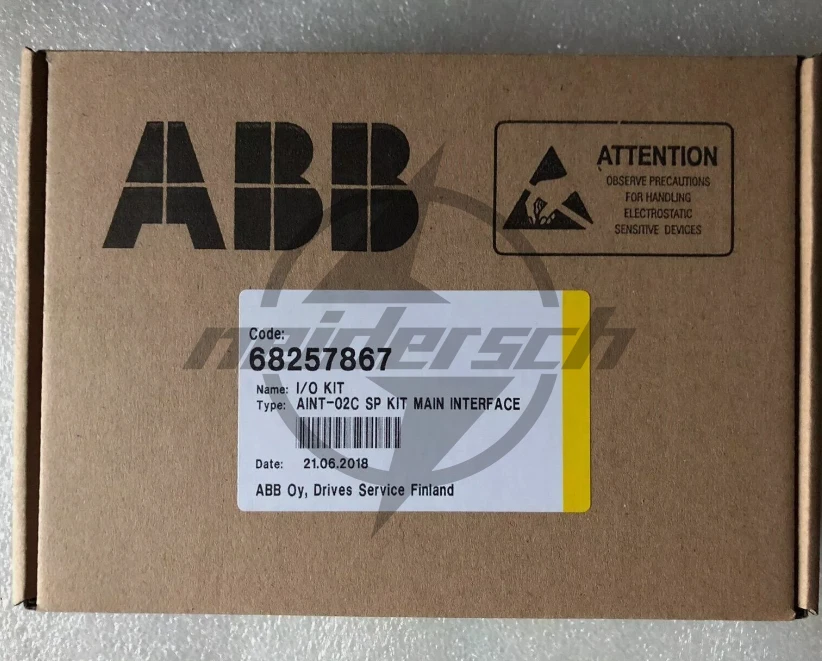 ABB
ATTENTION
OBSERVE PRECAUTIONS
FOR HANDLING
ELECTROSTATIC
SENSITIVE DEVICES
neidersch
Code:
68257867
Name: I/O KIT
Type: AINT-02C SP KIT MAIN INTERFACE
Date: 21.06.2018
ABB Oy, Drives Service Finland